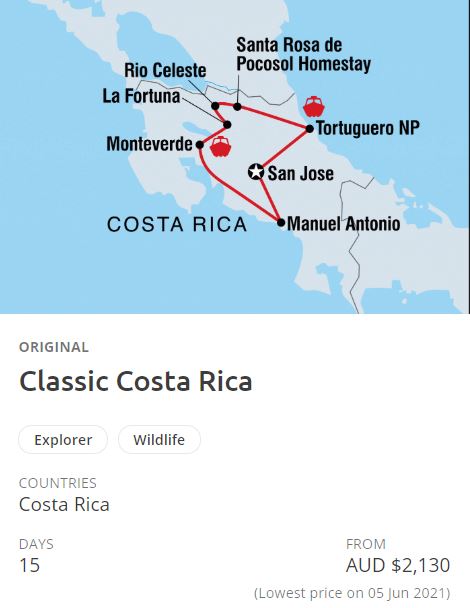 Santa Rosa de
Pocosol Homestay
Rio Celeste
La Fortuna
Tortuguero NP
Monteverde
San Jose
COSTA RICA
Manuel Antonio
ORIGINAL
Classic Costa Rica
Explorer
Wildlife
COUNTRIES
Costa Rica
DAYS
FROM
15
AUD $2,130
(Lowest price on 05 Jun 2021)